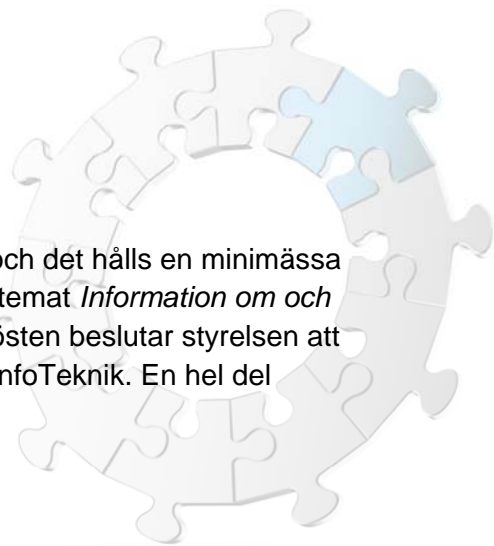 och det hålls en minimässa
temat Information om och
östen beslutar styrelsen att
nfoTeknik. En hel del